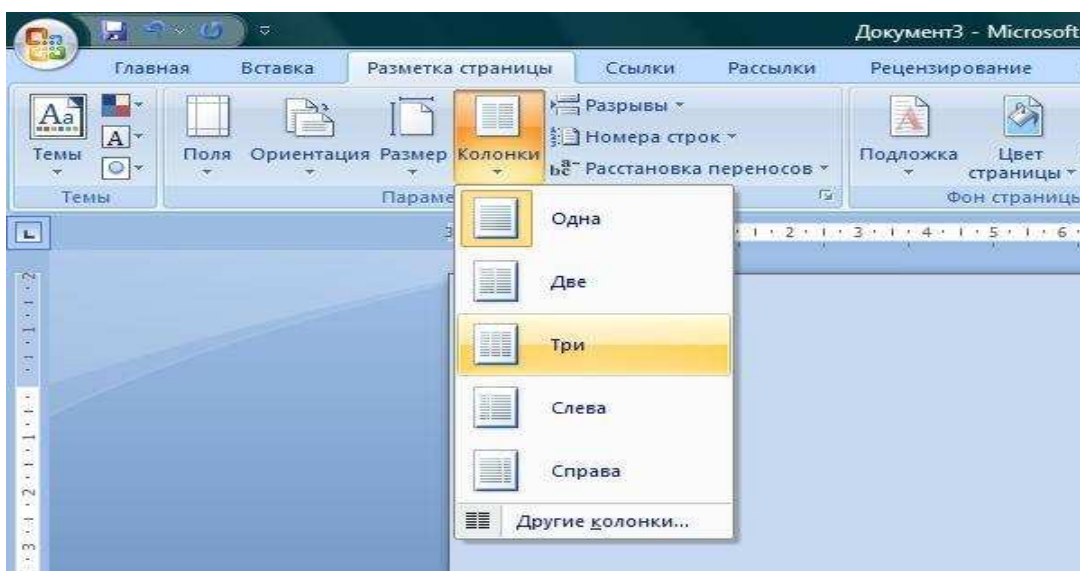 Документ3 - Microsoft
Главная Вставка Разметка страницы Ссылки Рассылки Рецензирование
Темы
Поля Ориентация Размер Колонки
Разрывы
Номера строк
Расстановка переносов
Подложка Цвет страницы
Темы Параме Фон страницы
Одна
Две
Три
Слева
Справа
Другие колонки...